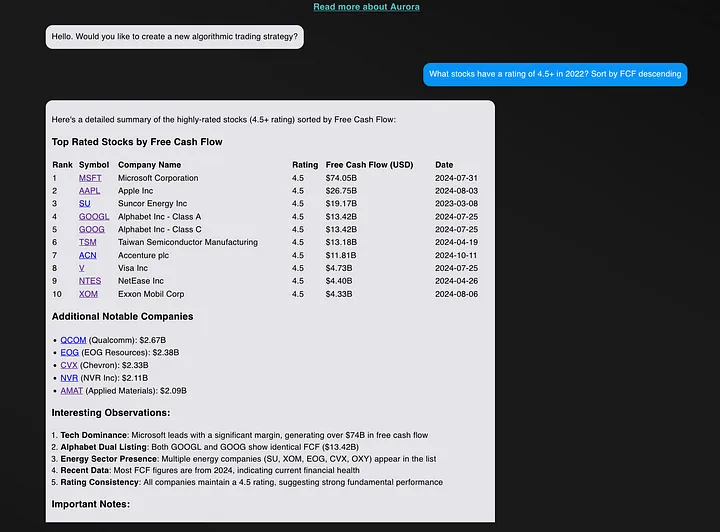 Read more about Aurora
Hello. Would you like to create a new algorithmic trading strategy?
What stocks have a rating of 4.5+ in 2022? Sort by FCF descending
Here's a detailed summary of the highly-rated stocks (4.5+ rating) sorted by Free Cash Flow:
Top Rated Stocks by Free Cash Flow
Rank Symbol Company Name Rating Free Cash Flow (USD) Date
1 MSFT Microsoft Corporation 4.5 $74.05B 2024-07-31
2 AAPL Apple Inc 4.5 $26.75B 2024-08-03
3 SU Suncor Energy Inc 4.5 $19.17B 2023-03-08
4 GOOGL Alphabet Inc - Class A 4.5 $13.42B 2024-07-25
5 GOOG Alphabet Inc - Class C 4.5 $13.42B 2024-07-25
6 TSM Taiwan Semiconductor Manufacturing 4.5 $13.18B 2024-04-19
7 ACN Accenture plc 4.5 $11.81B 2024-10-11
8 V Visa Inc 4.5 $4.73B 2024-07-25
9 NTES NetEase Inc 4.5 $4.40B 2024-04-26
10 XOM Exxon Mobil Corp 4.5 $4.33B 2024-08-06
Additional Notable Companies
• QCOM (Qualcomm): $2.67B
• EOG (EOG Resources): $2.38B
• CVX (Chevron): $2.33B
• NVR (NVR Inc): $2.11B
• AMAT (Applied Materials): $2.09B
Interesting Observations:
1. Tech Dominance: Microsoft leads with a significant margin, generating over $74B in free cash flow
2. Alphabet Dual Listing: Both GOOGL and GOOG show identical FCF ($13.42B)
3. Energy Sector Presence: Multiple energy companies (SU, XOM, EOG, CVX, OXY) appear in the list
4. Recent Data: Most FCF figures are from 2024, indicating current financial health
5. Rating Consistency: All companies maintain a 4.5 rating, suggesting strong fundamental performance
Important Notes: